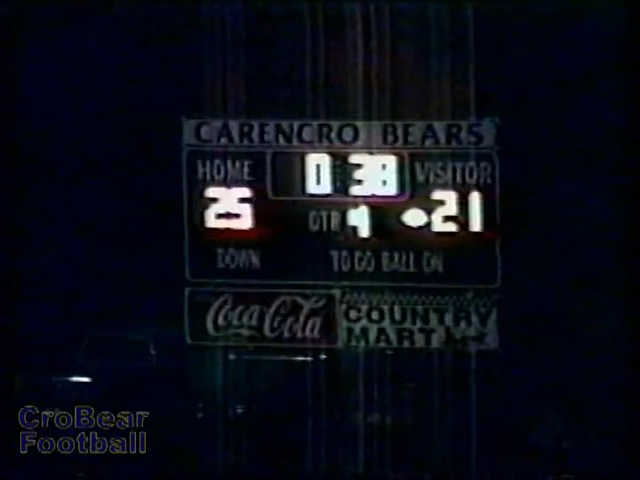 CARENCRO BEARS
HOME 0:38 VISITOR
25 QTR 4 21
DOWN TO GO BALL ON
Coca-Cola COUNTRY
MART
CroBear
Football